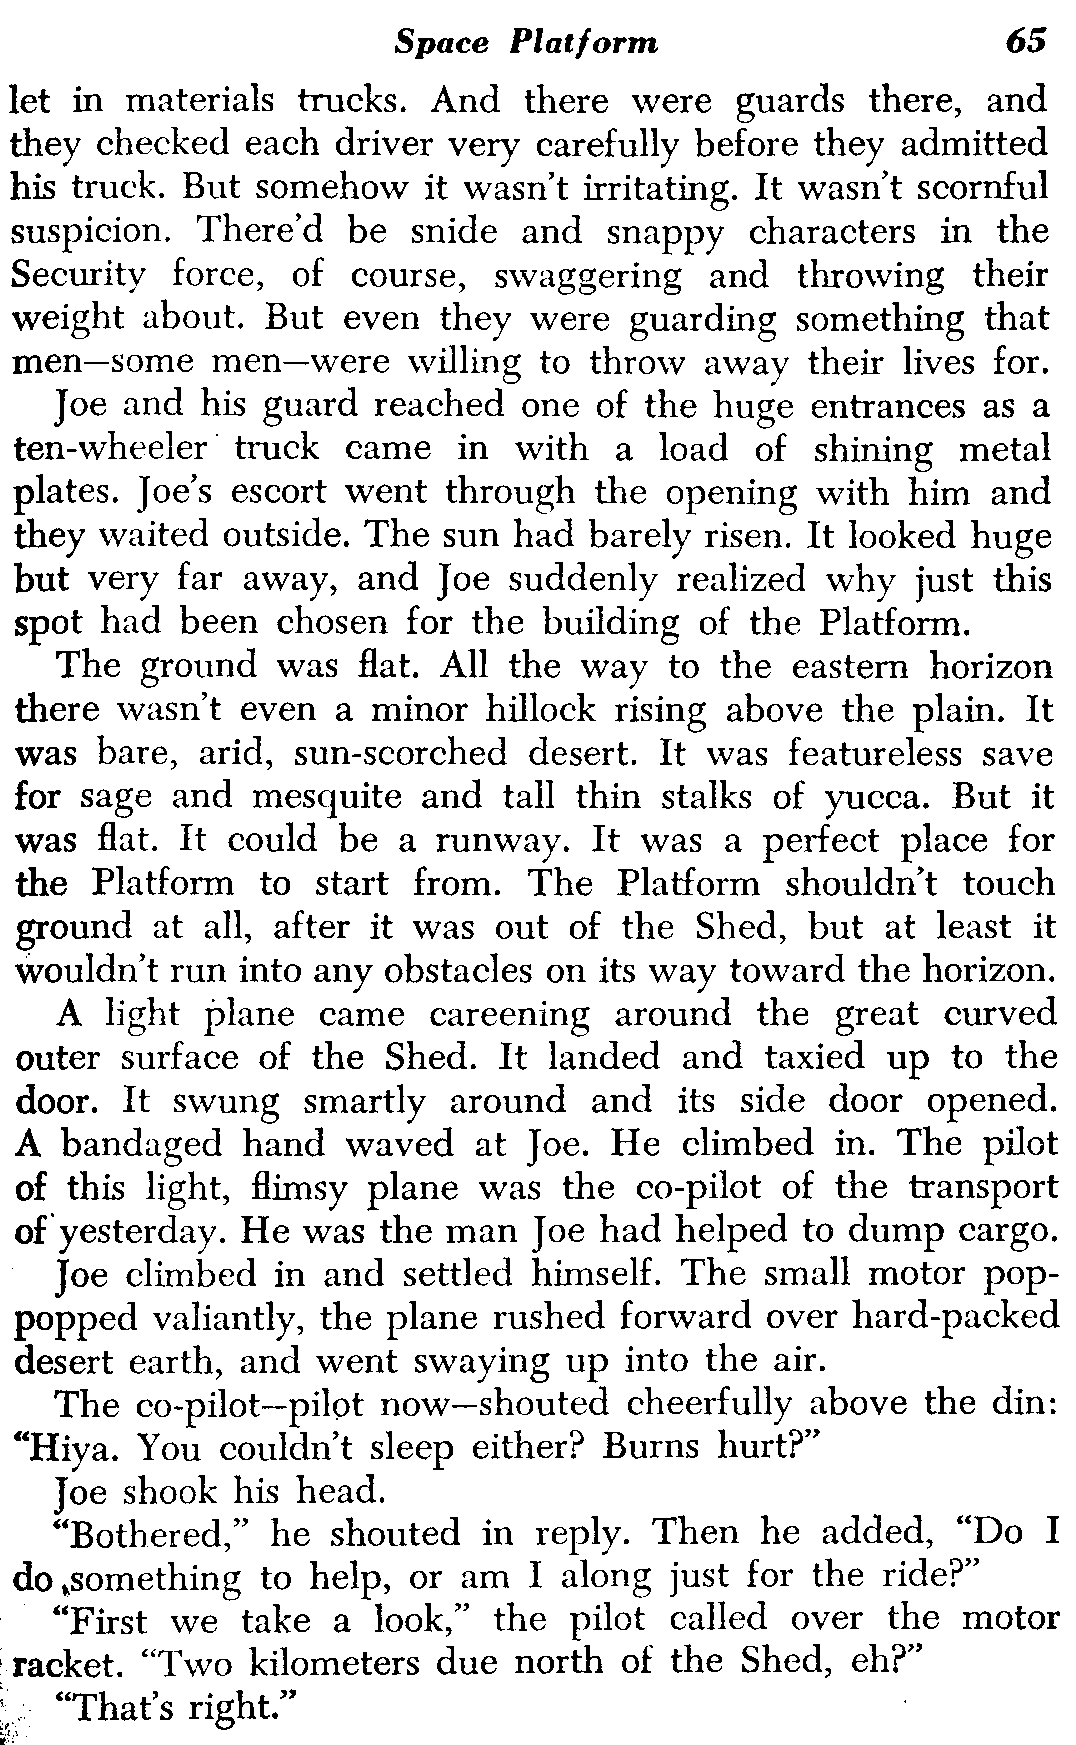 Space Platform 65
let in materials trucks. And there were guards there, and
they checked each driver very carefully before they admitted
his truck. But somehow it wasn't irritating. It wasn't scornful
suspicion. There'd be snide and snappy characters in the
Security force, of course, swaggering and throwing their
weight about. But even they were guarding something that
men—some men—were willing to throw away their lives for.
Joe and his guard reached one of the huge entrances as a
ten-wheeler truck came in with a load of shining metal
plates. Joe's escort went through the opening with him and
they waited outside. The sun had barely risen. It looked huge
but very far away, and Joe suddenly realized why just this
spot had been chosen for the building of the Platform.
The ground was flat. All the way to the eastern horizon
there wasn't even a minor hillock rising above the plain. It
was bare, arid, sun-scorched desert. It was featureless save
for sage and mesquite and tall thin stalks of yucca. But it
was flat. It could be a runway. It was a perfect place for
the Platform to start from. The Platform shouldn't touch
ground at all, after it was out of the Shed, but at least it
wouldn't run into any obstacles on its way toward the horizon.
A light plane came careening around the great curved
outer surface of the Shed. It landed and taxied up to the
door. It swung smartly around and its side door opened.
A bandaged hand waved at Joe. He climbed in. The pilot
of this light, flimsy plane was the co-pilot of the transport
of yesterday. He was the man Joe had helped to dump cargo.
Joe climbed in and settled himself. The small motor pop-
popped valiantly, the plane rushed forward over hard-packed
desert earth, and went swaying up into the air.
The co-pilot—pilot now—shouted cheerfully above the din:
“Hiya. You couldn't sleep either? Burns hurt?”
Joe shook his head.
“Bothered,” he shouted in reply. Then he added, “Do I
do something to help, or am I along just for the ride?”
“First we take a look,” the pilot called over the motor
racket. “Two kilometers due north of the Shed, eh?”
“That's right.”